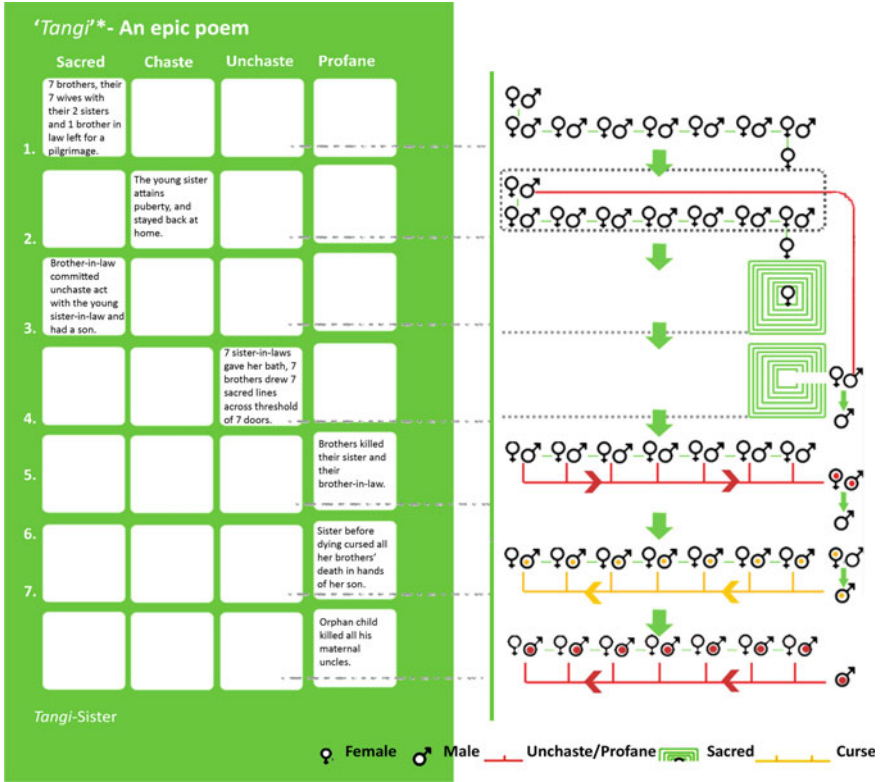 'Tangi'*- An epic poem
Sacred Chaste Unchaste Profane
7 brothers, their
7 wives with
their 2 sisters
and 1 brother in
law left for a
pilgrimage.
1.
The young sister
attains
puberty, and
stayed back at
home.
2.
Brother-in-law
committed
unchaste act
with the young
sister-in-law and
had a son.
3.
7 sister-in-laws
gave her bath, 7
brothers drew 7
sacred lines
across threshold
of 7 doors.
4.
Brothers killed
their sister and
their
brother-in-law.
5.
6.
Sister before
dying cursed all
her brothers'
death in hands
of her son.
7.
Orphan child
killed all his
maternal
uncles.
Tangi-Sister
Female Male Unchaste/Profane Sacred Curse